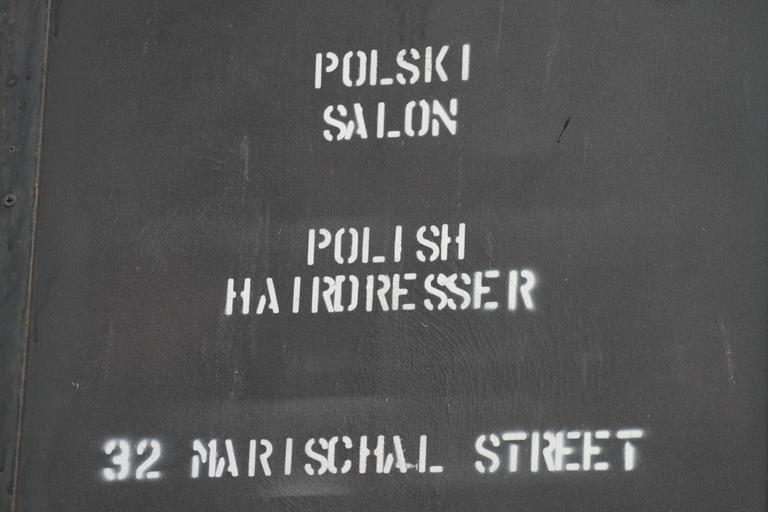 POLSKI
SALON
POLISH
HAIRDRESSER
32 MARISCHAL STREET